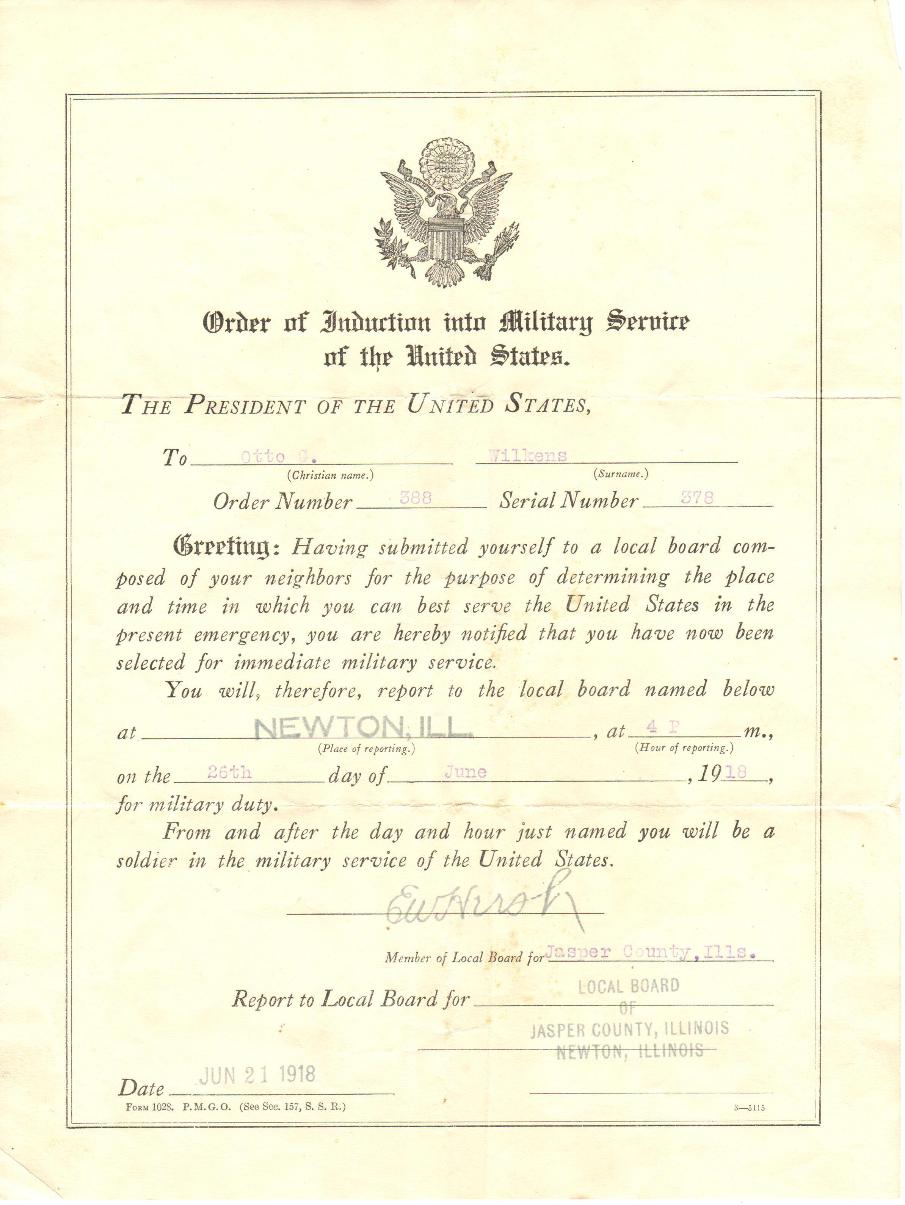 Order of Induction into Military Service
of the United States.
THE PRESIDENT OF THE UNITED STATES,
To Otto G. Wilkens
(Christian name.) (Surname.)
Order Number 388 Serial Number 378
Greeting: Having submitted yourself to a local board com-
posed of your neighbors for the purpose of determining the place
and time in which you can best serve the United States in the
present emergency, you are hereby notified that you have now been
selected for immediate military service.
You will, therefore, report to the local board named below
at NEWTON, ILL. , at 4 P m.,
(Place of reporting.) (Hour of reporting.)
on the 26th day of June , 1918 ,
for military duty.
From and after the day and hour just named you will be a
soldier in the military service of the United States.
EW Hersh
Member of Local Board for Jasper County, Ills.
LOCAL BOARD
Report to Local Board for
OF
JASPER COUNTY, ILLINOIS
NEWTON, ILLINOIS
Date JUN 21 1918
FORM 1028. P. M. G. O. (See Sec. 157, S. S. R.) 3—5115